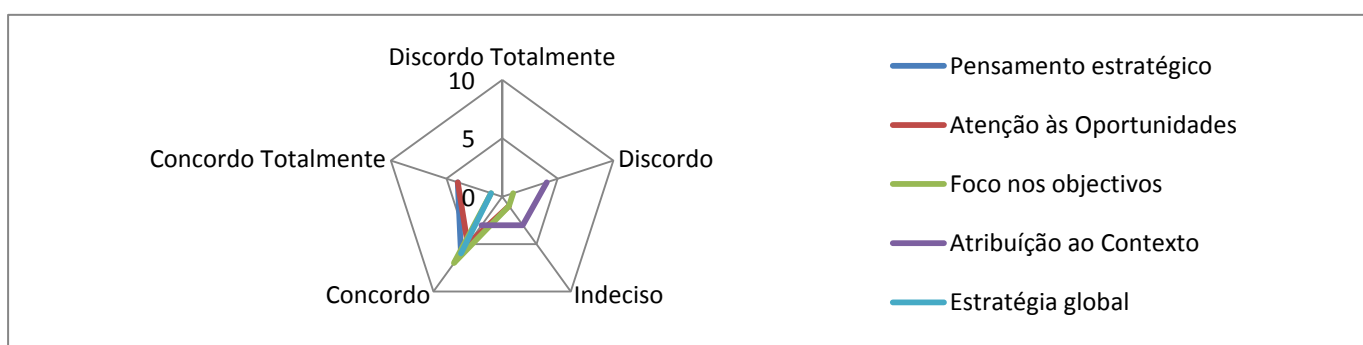 Discordo Totalmente
10
5
0
Concordo Totalmente
Discordo
Concordo
Indeciso
Pensamento estratégico
Atenção às Oportunidades
Foco nos objectivos
Atribuíção ao Contexto
Estratégia global